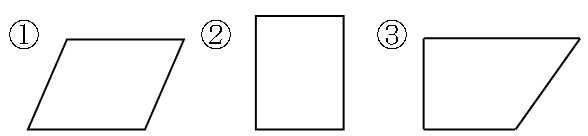 ① ② ③